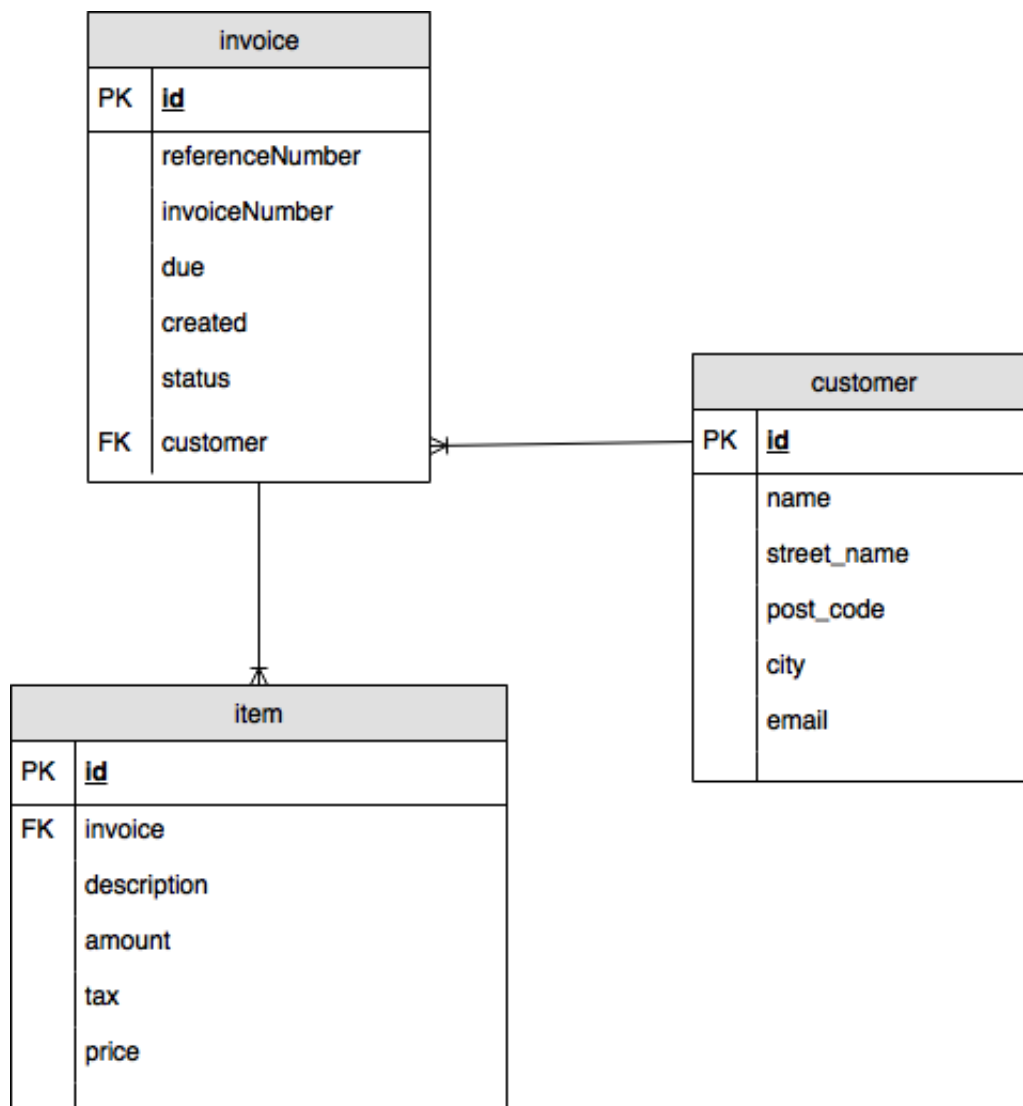 invoice
PK id
referenceNumber
invoiceNumber
due
created
status
FK customer
customer
PK id
name
street_name
post_code
city
email
item
PK id
FK invoice
description
amount
tax
price